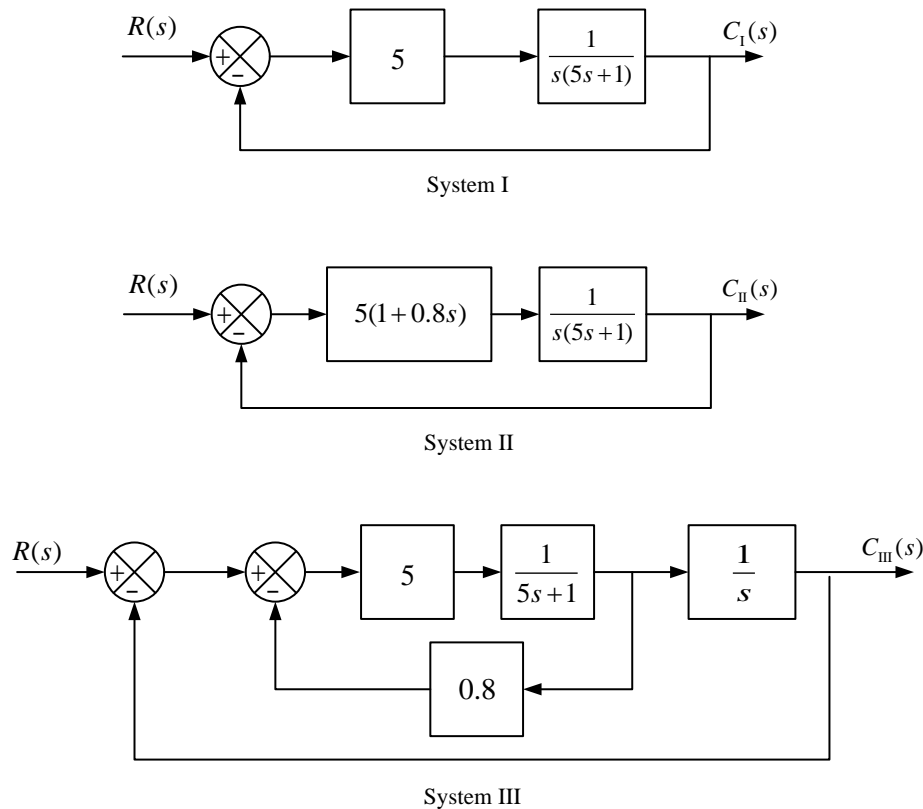 R(s)
+
−
5
1
s(5s+1)
C_I(s)
System I
R(s)
+
−
5(1+0.8s)
1
s(5s+1)
C_II(s)
System II
R(s)
+
−
+
−
5
1
5s+1
1
s
C_III(s)
0.8
System III